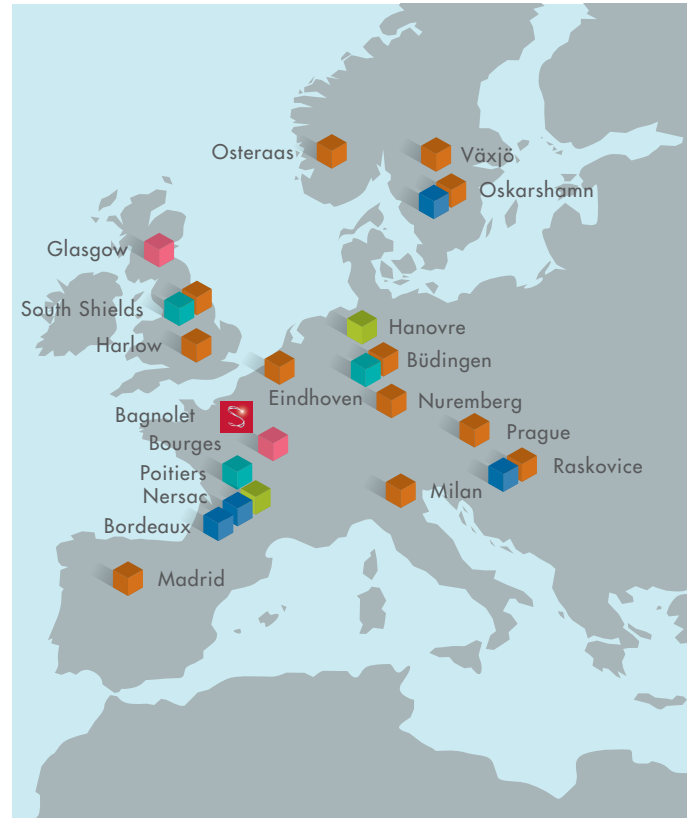 Osteraas
Växjö
Oskarshamn
Glasgow
South Shields
Hanovre
Harlow
Büdingen
Eindhoven
Nuremberg
Bagnolet
Prague
Bourges
Raskovice
Poitiers
Nersac
Milan
Bordeaux
Madrid